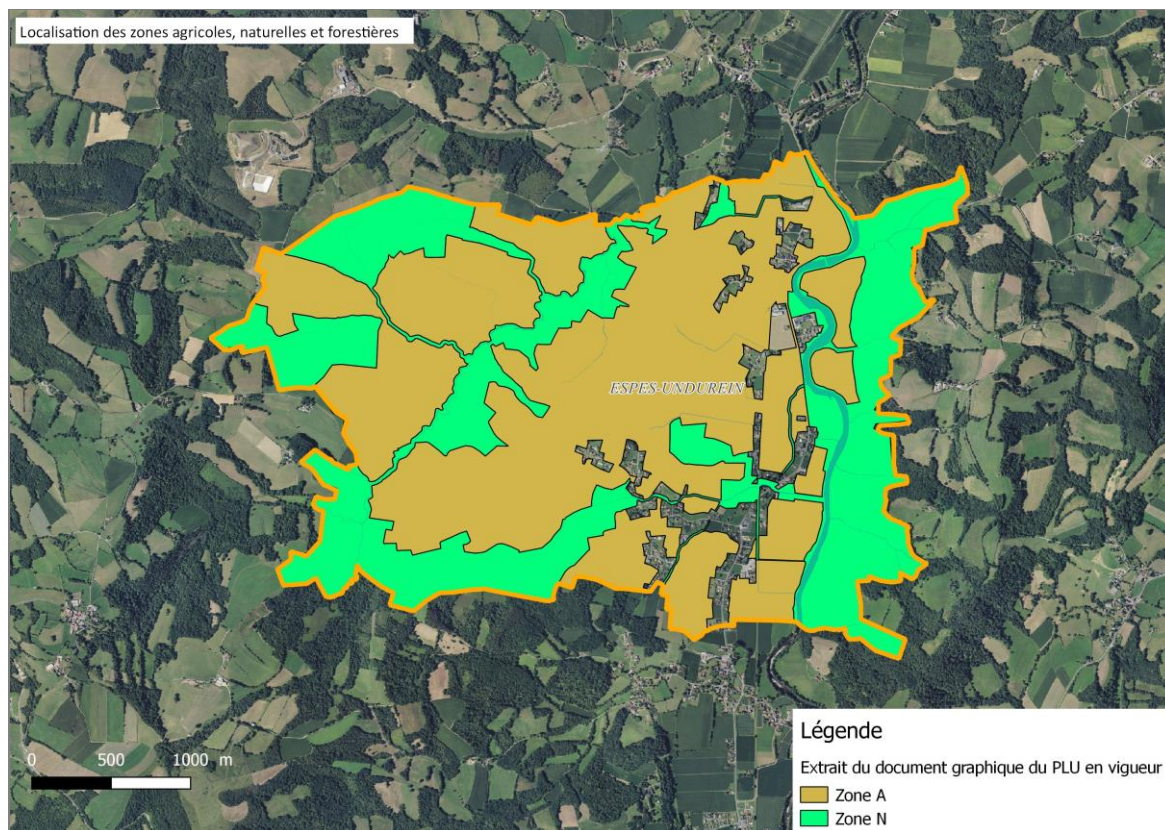 Localisation des zones agricoles, naturelles et forestières
ESPES-UNDUREIN
0 500 1000 m
Légende
Extrait du document graphique du PLU en vigueur
Zone A
Zone N